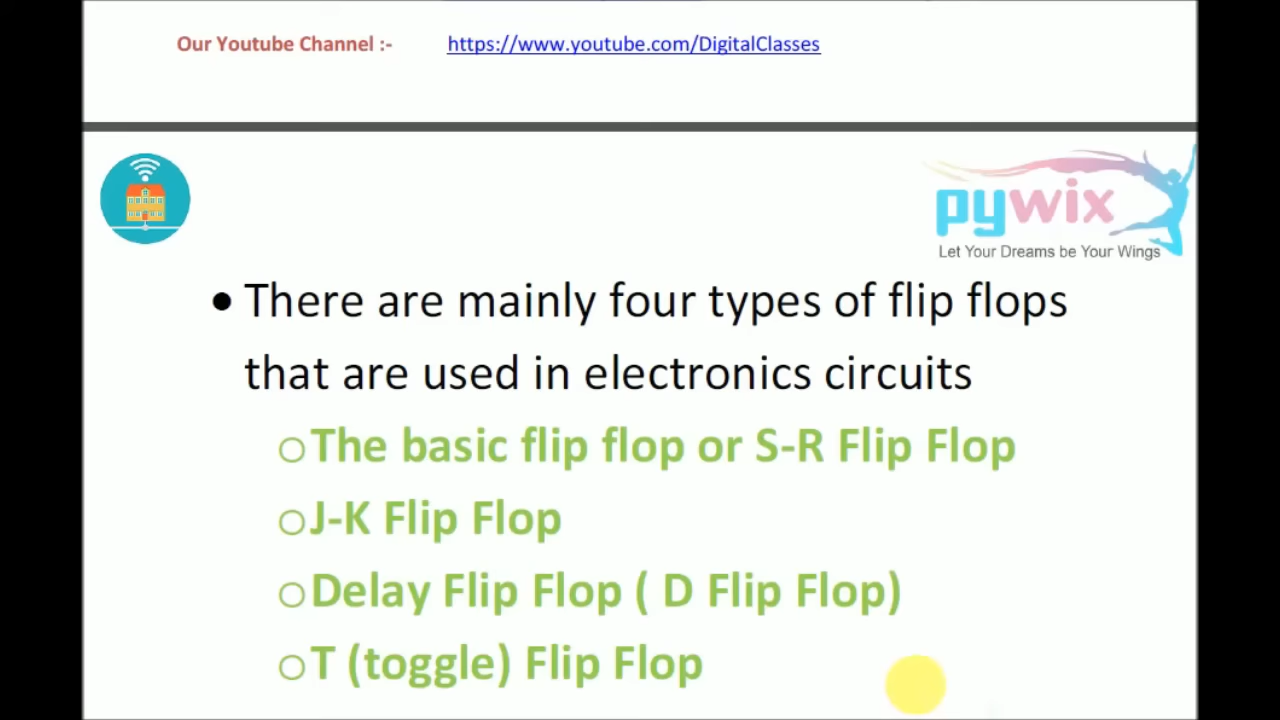 Our Youtube Channel :- https://www.youtube.com/DigitalClasses
pywix
Let Your Dreams be Your Wings
• There are mainly four types of flip flops
that are used in electronics circuits
o The basic flip flop or S-R Flip Flop
o J-K Flip Flop
o Delay Flip Flop ( D Flip Flop)
o T (toggle) Flip Flop